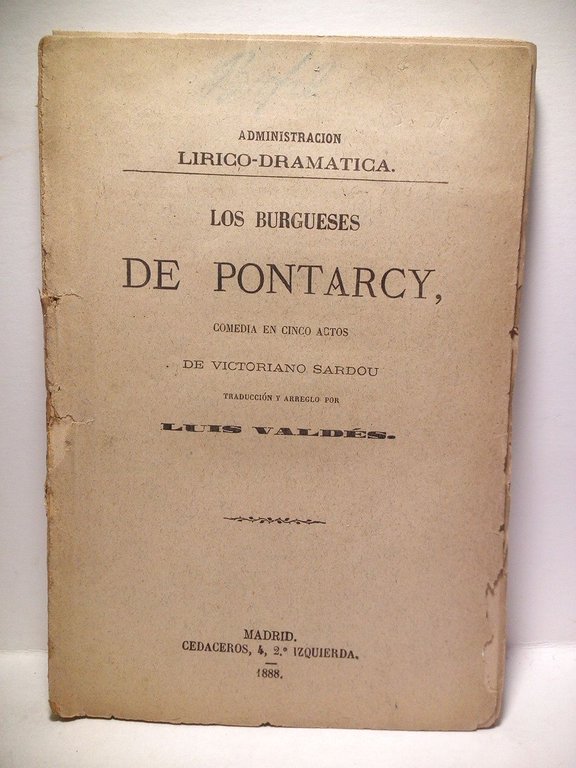 ADMINISTRACION
LIRICO-DRAMATICA.
LOS BURGUESES
DE PONTARCY,
COMEDIA EN CINCO ACTOS
DE VICTORIANO SARDOU
TRADUCCIÓN Y ARREGLO POR
LUIS VALDÉS.
MADRID.
CEDACEROS, 4, 2.º IZQUIERDA.
1888.